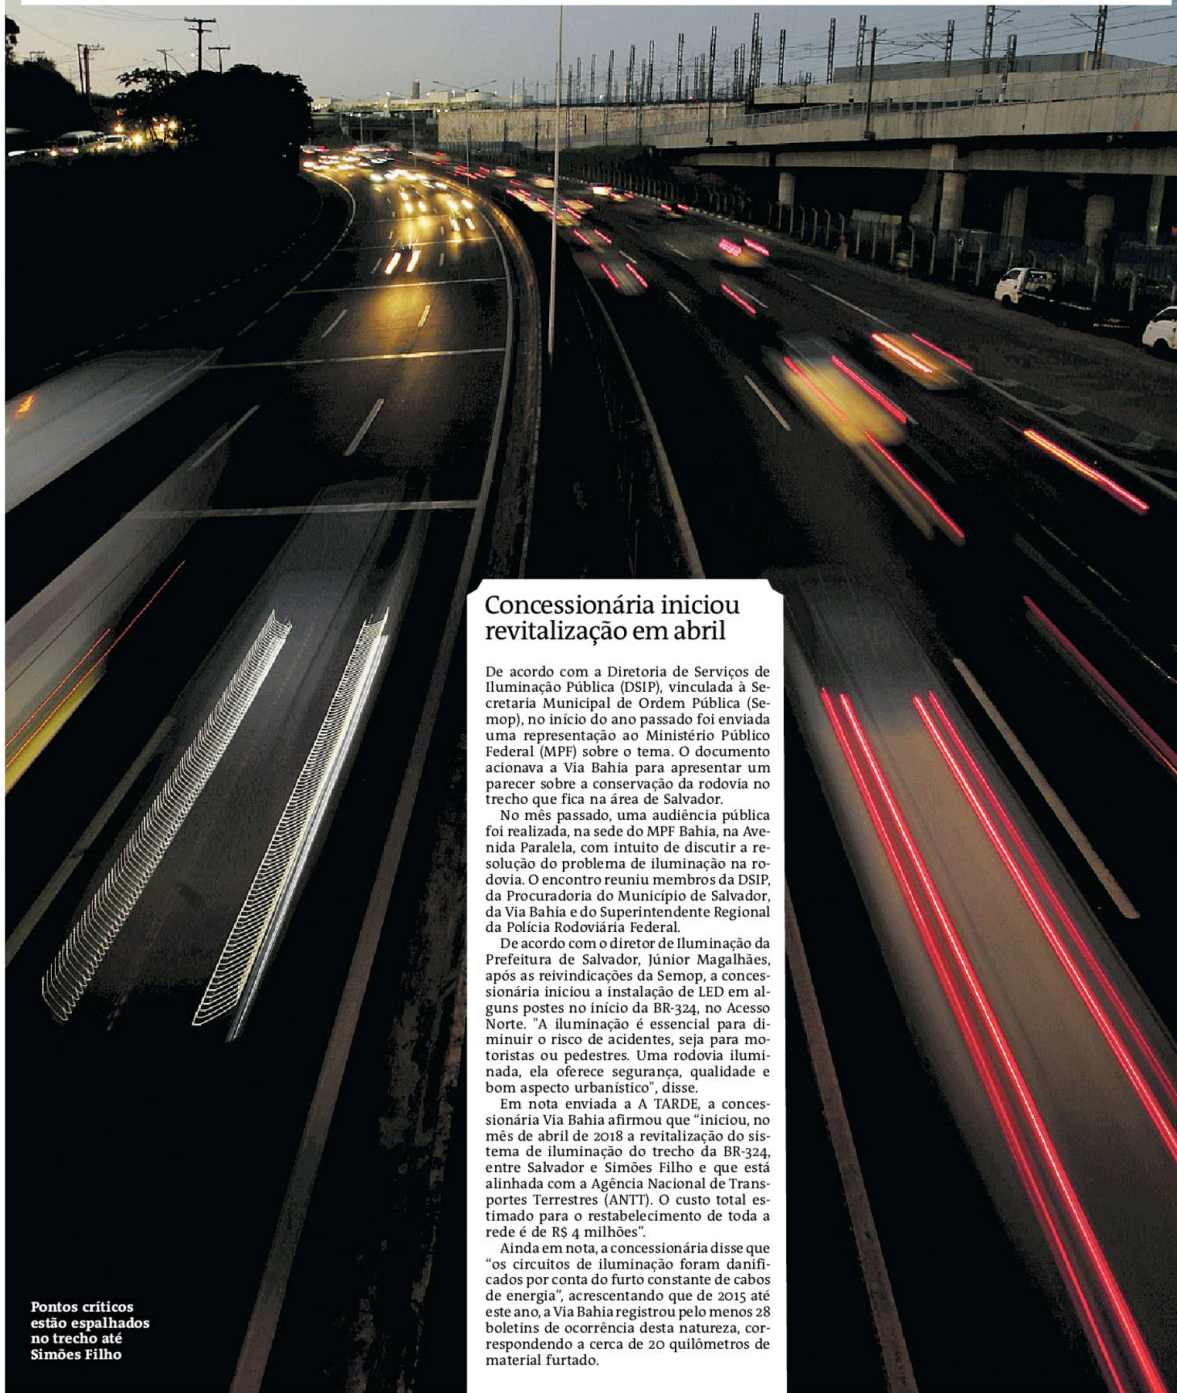 Concessionária iniciou
revitalização em abril
De acordo com a Diretoria de Serviços de
Iluminação Pública (DSIP), vinculada à Se-
cretaria Municipal de Ordem Pública (Se-
mop), no início do ano passado foi enviada
uma representação ao Ministério Público
Federal (MPF) sobre o tema. O documento
acionava a Via Bahia para apresentar um
parecer sobre a conservação da rodovia no
trecho que fica na área de Salvador.
No mês passado, uma audiência pública
foi realizada, na sede do MPF Bahia, na Ave-
nida Paralela, com intuito de discutir a re-
solução do problema de iluminação na ro-
dovia. O encontro reuniu membros da DSIP,
da Procuradoria do Município de Salvador,
da Via Bahia e do Superintendente Regional
da Polícia Rodoviária Federal.
De acordo com o diretor de Iluminação da
Prefeitura de Salvador, Júnior Magalhães,
após as reivindicações da Semop, a conces-
sionária iniciou a instalação de LED em al-
guns postes no início da BR-324, no Acesso
Norte. "A iluminação é essencial para di-
minuir o risco de acidentes, seja para mo-
toristas ou pedestres. Uma rodovia ilumi-
nada, ela oferece segurança, qualidade e
bom aspecto urbanístico", disse.
Em nota enviada a A TARDE, a conces-
sionária Via Bahia afirmou que “iniciou, no
mês de abril de 2018 a revitalização do sis-
tema de iluminação do trecho da BR-324,
entre Salvador e Simões Filho e que está
alinhada com a Agência Nacional de Trans-
portes Terrestres (ANTT). O custo total es-
timado para o restabelecimento de toda a
rede é de R$ 4 milhões”.
Ainda em nota, a concessionária disse que
“os circuitos de iluminação foram danifi-
cados por conta do furto constante de cabos
de energia”, acrescentando que de 2015 até
este ano, a Via Bahia registrou pelo menos 28
boletins de ocorrência desta natureza, cor-
respondendo a cerca de 20 quilômetros de
material furtado.
Pontos críticos
estão espalhados
no trecho até
Simões Filho